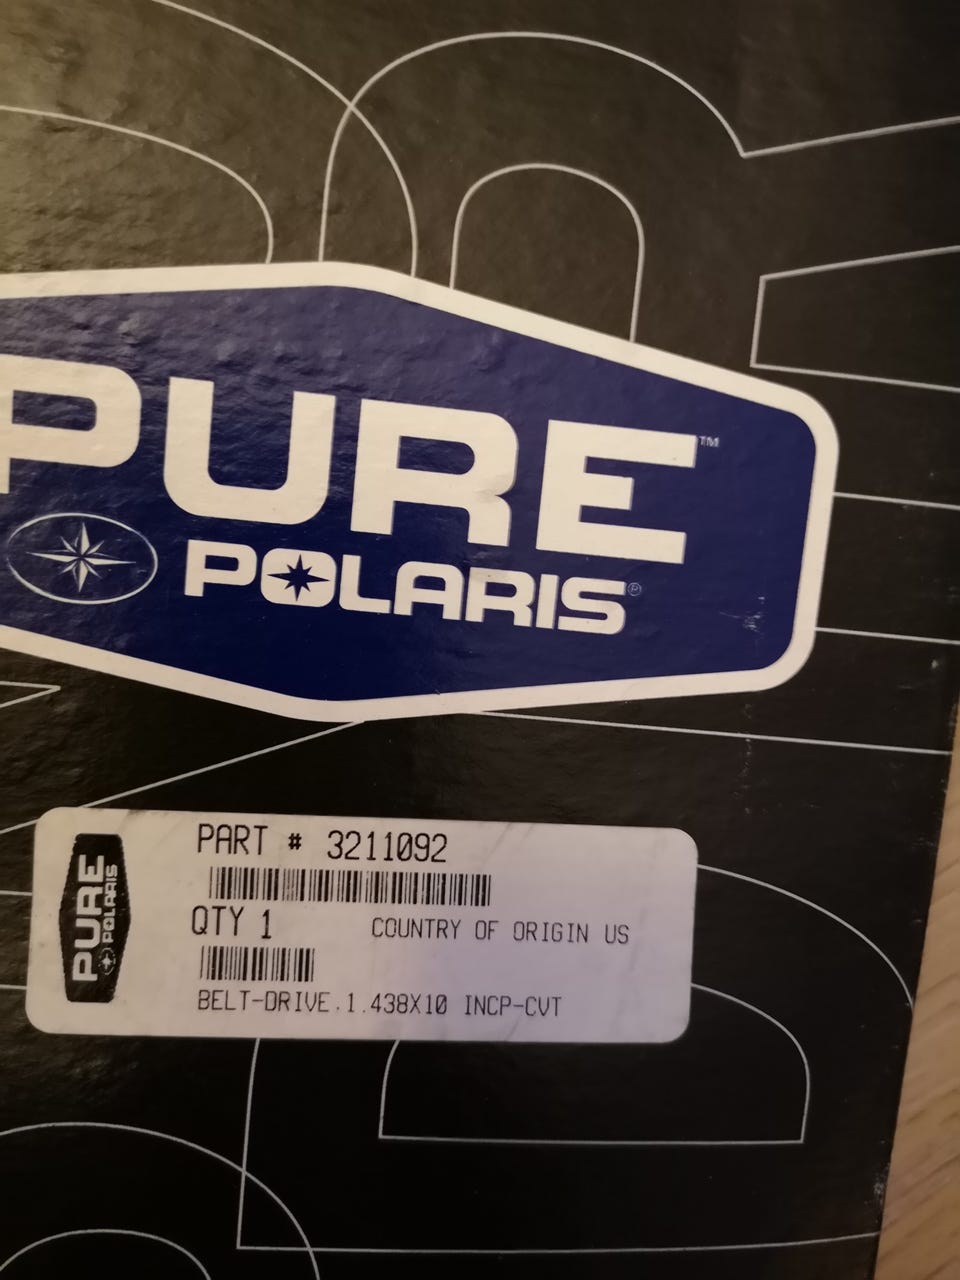 PURE™
POLARIS®
PART # 3211092
QTY 1
COUNTRY OF ORIGIN US
BELT-DRIVE,1.438X10 INCP-CVT
PURE
POLARIS